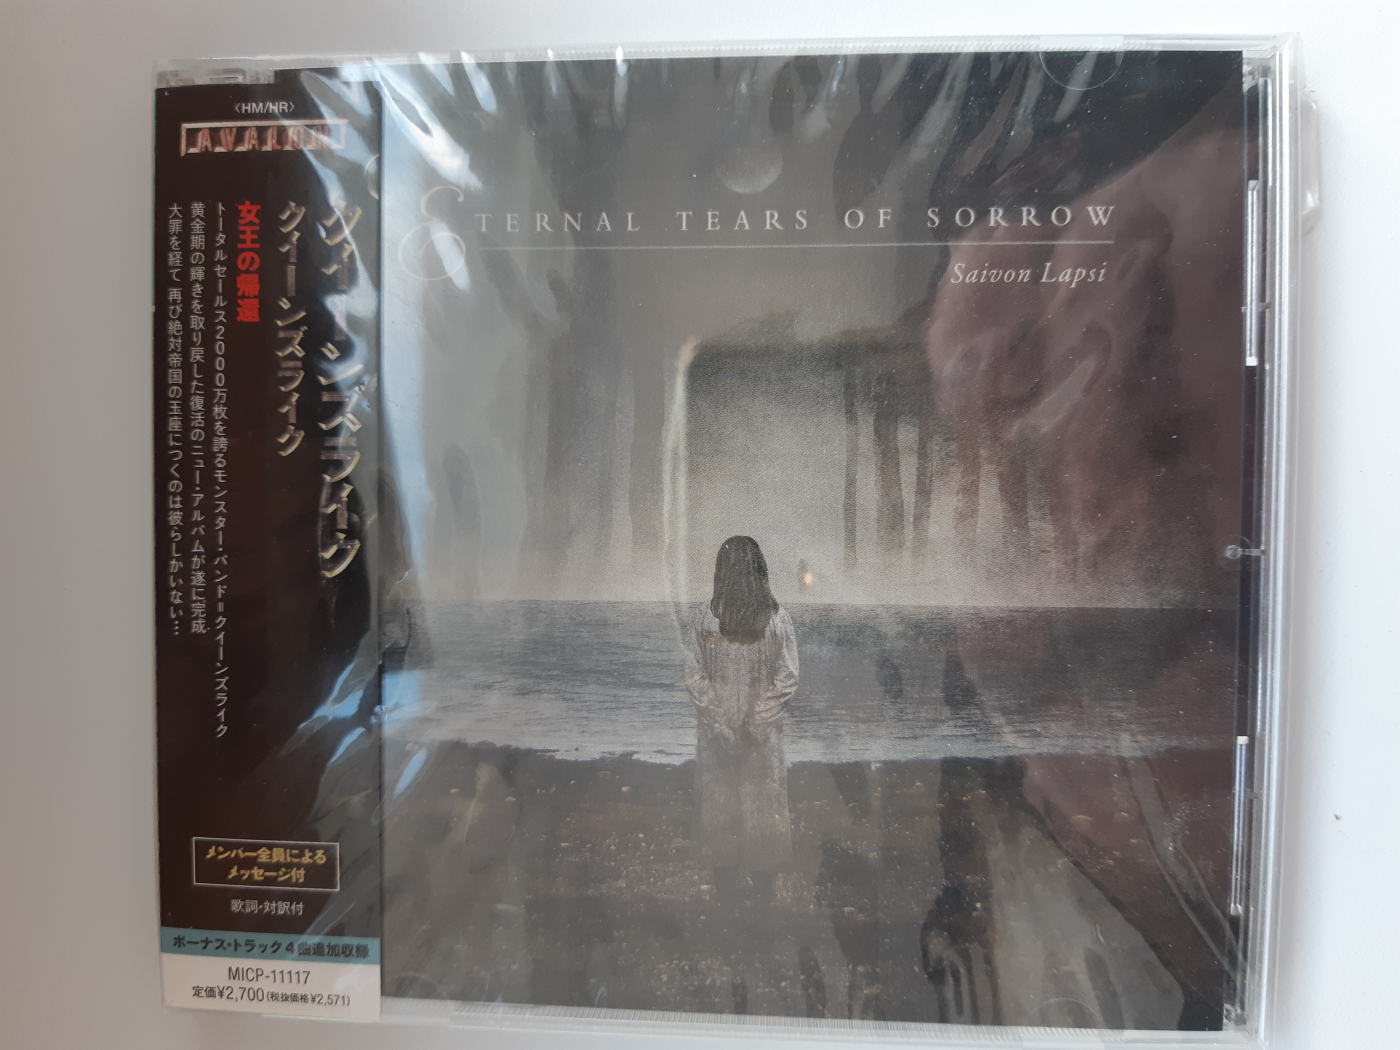 〈HM/HR〉
AVALON
クイーンズライク
クイーンズライク
女王の帰還
トータルセールス2000万枚を誇るモンスター・バンド=クイーンズライク
黄金期の輝きを取り戻した復活のニュー・アルバムが遂に完成
大罪を経て 再び絶対帝国の玉座につくのは彼らしかいない…
メンバー全員による
メッセージ付
歌詞・対訳付
ボーナス・トラック4曲追加収録
MICP-11117
定価¥2,700(税抜価格¥2,571)
ETERNAL TEARS OF SORROW
Saivon Lapsi